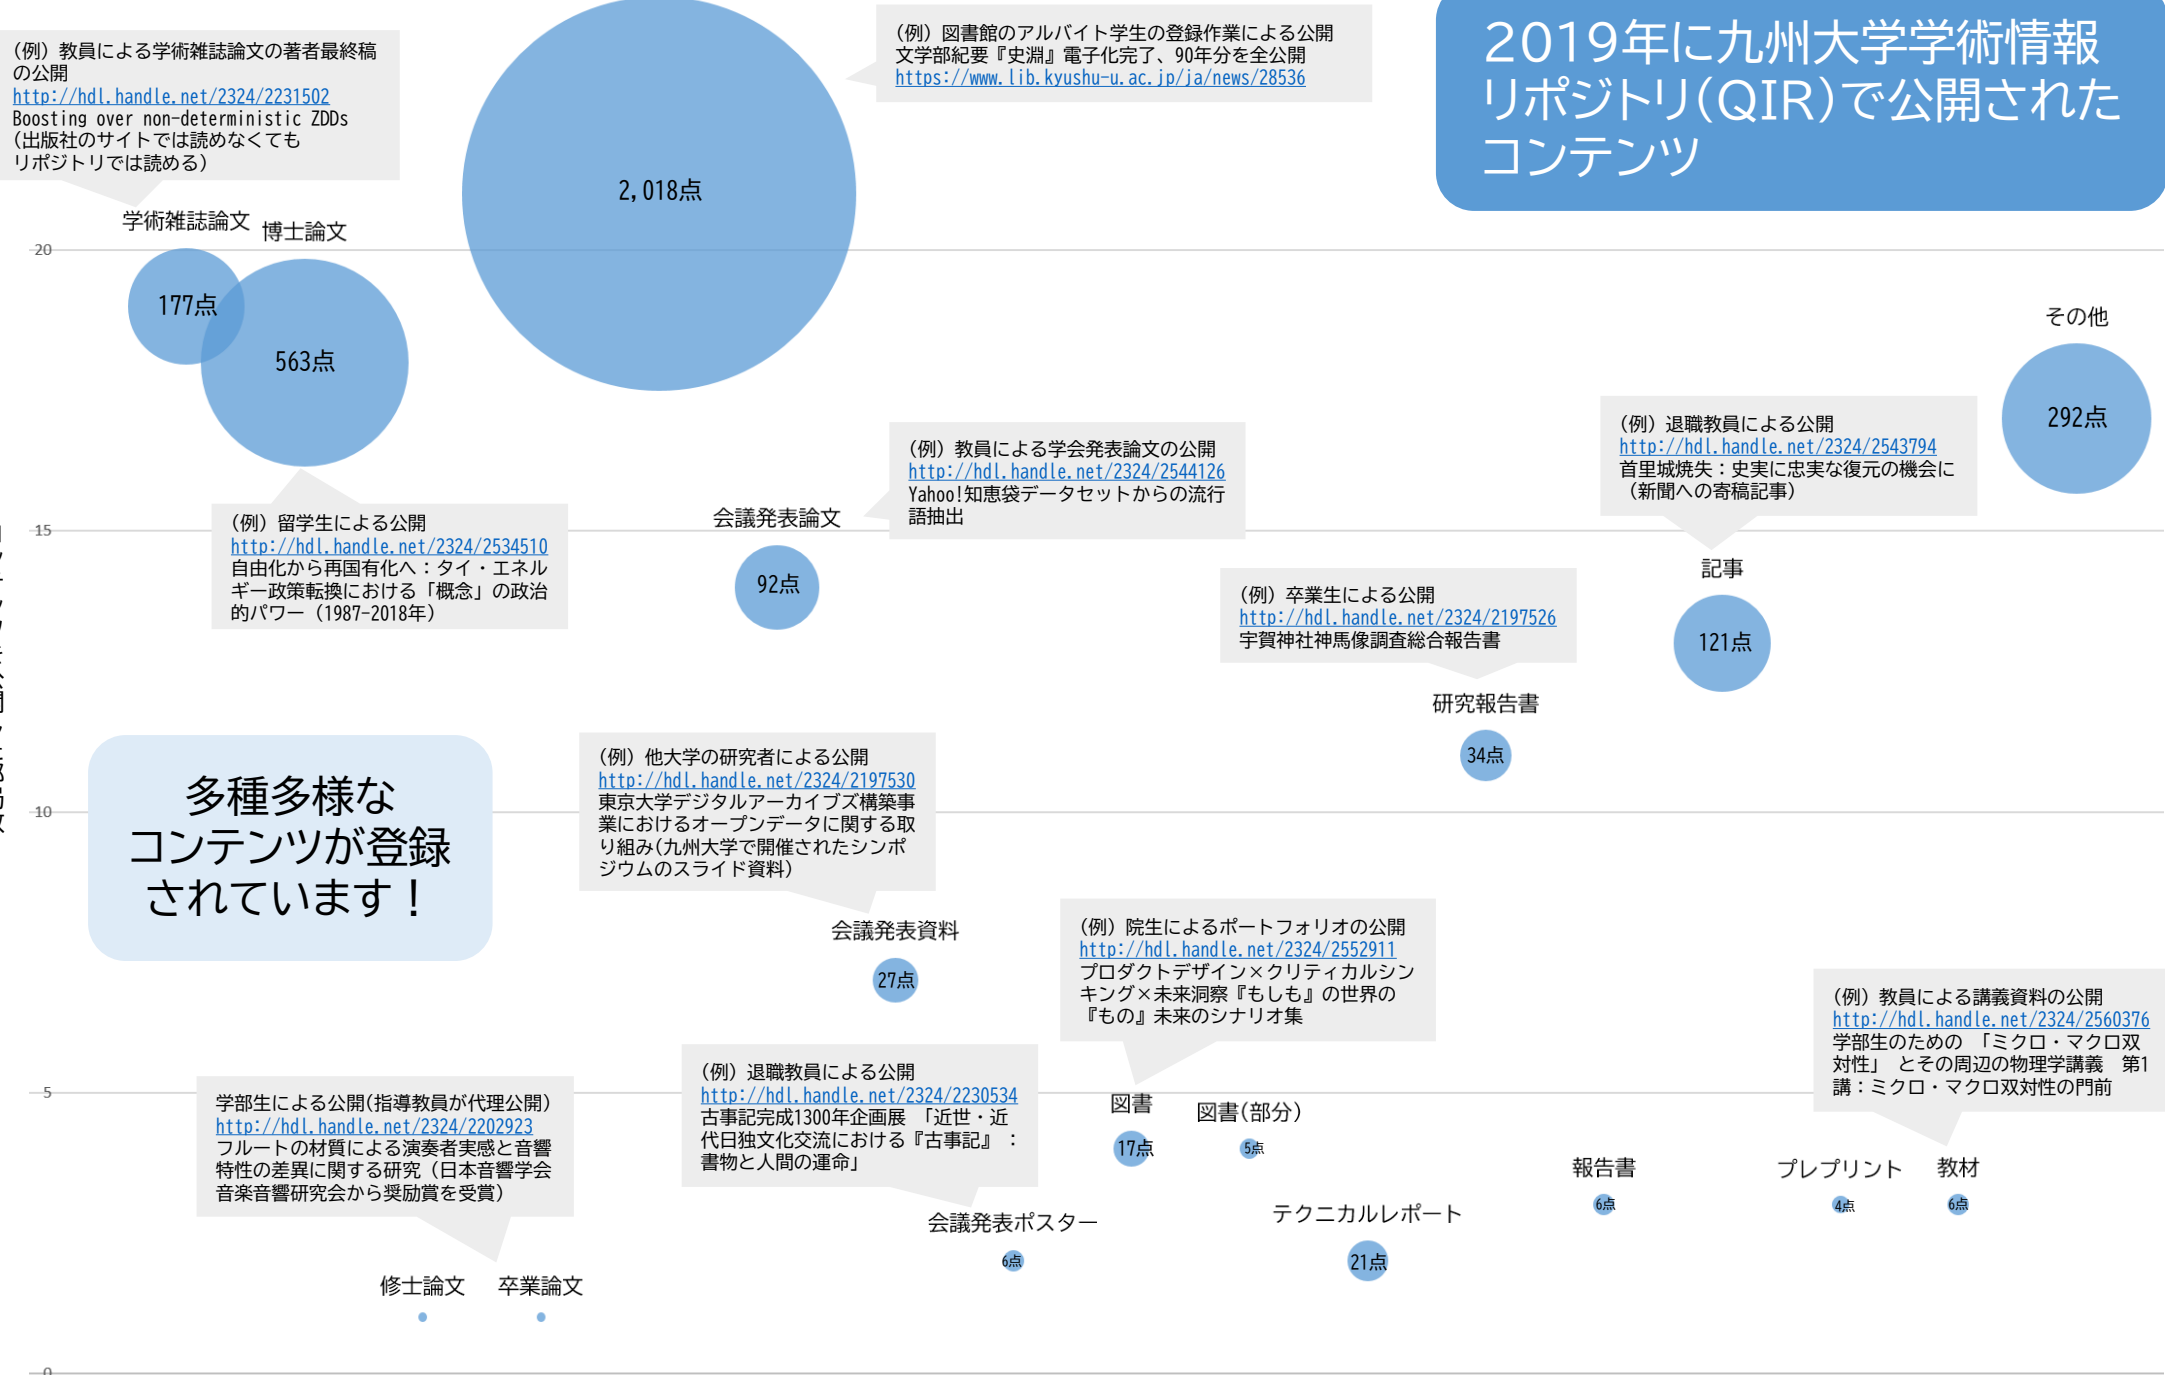 2019年に九州大学学術情報
リポジトリ(QIR)で公開された
コンテンツ
(例) 教員による学術雑誌論文の著者最終稿
の公開
http://hdl.handle.net/2324/2231502
Boosting over non-deterministic ZDDs
(出版社のサイトでは読めなくても
リポジトリでは読める)
学術雑誌論文
177点
博士論文
563点
2,018点
(例) 図書館のアルバイト学生の登録作業による公開
文学部紀要『史淵』電子化完了、90年分を全公開
https://www.lib.kyushu-u.ac.jp/ja/news/28536
20
その他
292点
(例) 留学生による公開
http://hdl.handle.net/2324/2534510
自由化から再国有化へ：タイ・エネル
ギー政策転換における「概念」の政治
的パワー (1987-2018年)
(例) 教員による学会発表論文の公開
http://hdl.handle.net/2324/2544126
Yahoo!知恵袋データセットからの流行
語抽出
会議発表論文
92点
(例) 退職教員による公開
http://hdl.handle.net/2324/2543794
首里城焼失：史実に忠実な復元の機会に
(新聞への寄稿記事)
記事
121点
15
(例) 卒業生による公開
http://hdl.handle.net/2324/2197526
宇賀神社神馬像調査総合報告書
研究報告書
34点
多種多様な
コンテンツが登録
されています！
(例) 他大学の研究者による公開
http://hdl.handle.net/2324/2197530
東京大学デジタルアーカイブズ構築事
業におけるオープンデータに関する取
り組み(九州大学で開催されたシンポ
ジウムのスライド資料)
会議発表資料
27点
10
(例) 院生によるポートフォリオの公開
http://hdl.handle.net/2324/2552911
プロダクトデザイン×クリティカルシン
キング×未来洞察『もしも』の世界の
『もの』未来のシナリオ集
図書
17点
図書(部分)
5点
(例) 教員による講義資料の公開
http://hdl.handle.net/2324/2560376
学部生のための 「ミクロ・マクロ双
対性」 とその周辺の物理学講義 第1
講：ミクロ・マクロ双対性の門前
教材
6点
プレプリント
4点
報告書
6点
5
学部生による公開(指導教員が代理公開)
http://hdl.handle.net/2324/2202923
フルートの材質による演奏者実感と音響
特性の差異に関する研究 (日本音響学会
音楽音響研究会から奨励賞を受賞)
修士論文
卒業論文
(例) 退職教員による公開
http://hdl.handle.net/2324/2230534
古事記完成1300年企画展 「近世・近
代日独文化交流における『古事記』 ：
書物と人間の運命」
会議発表ポスター
6点
テクニカルレポート
21点
0